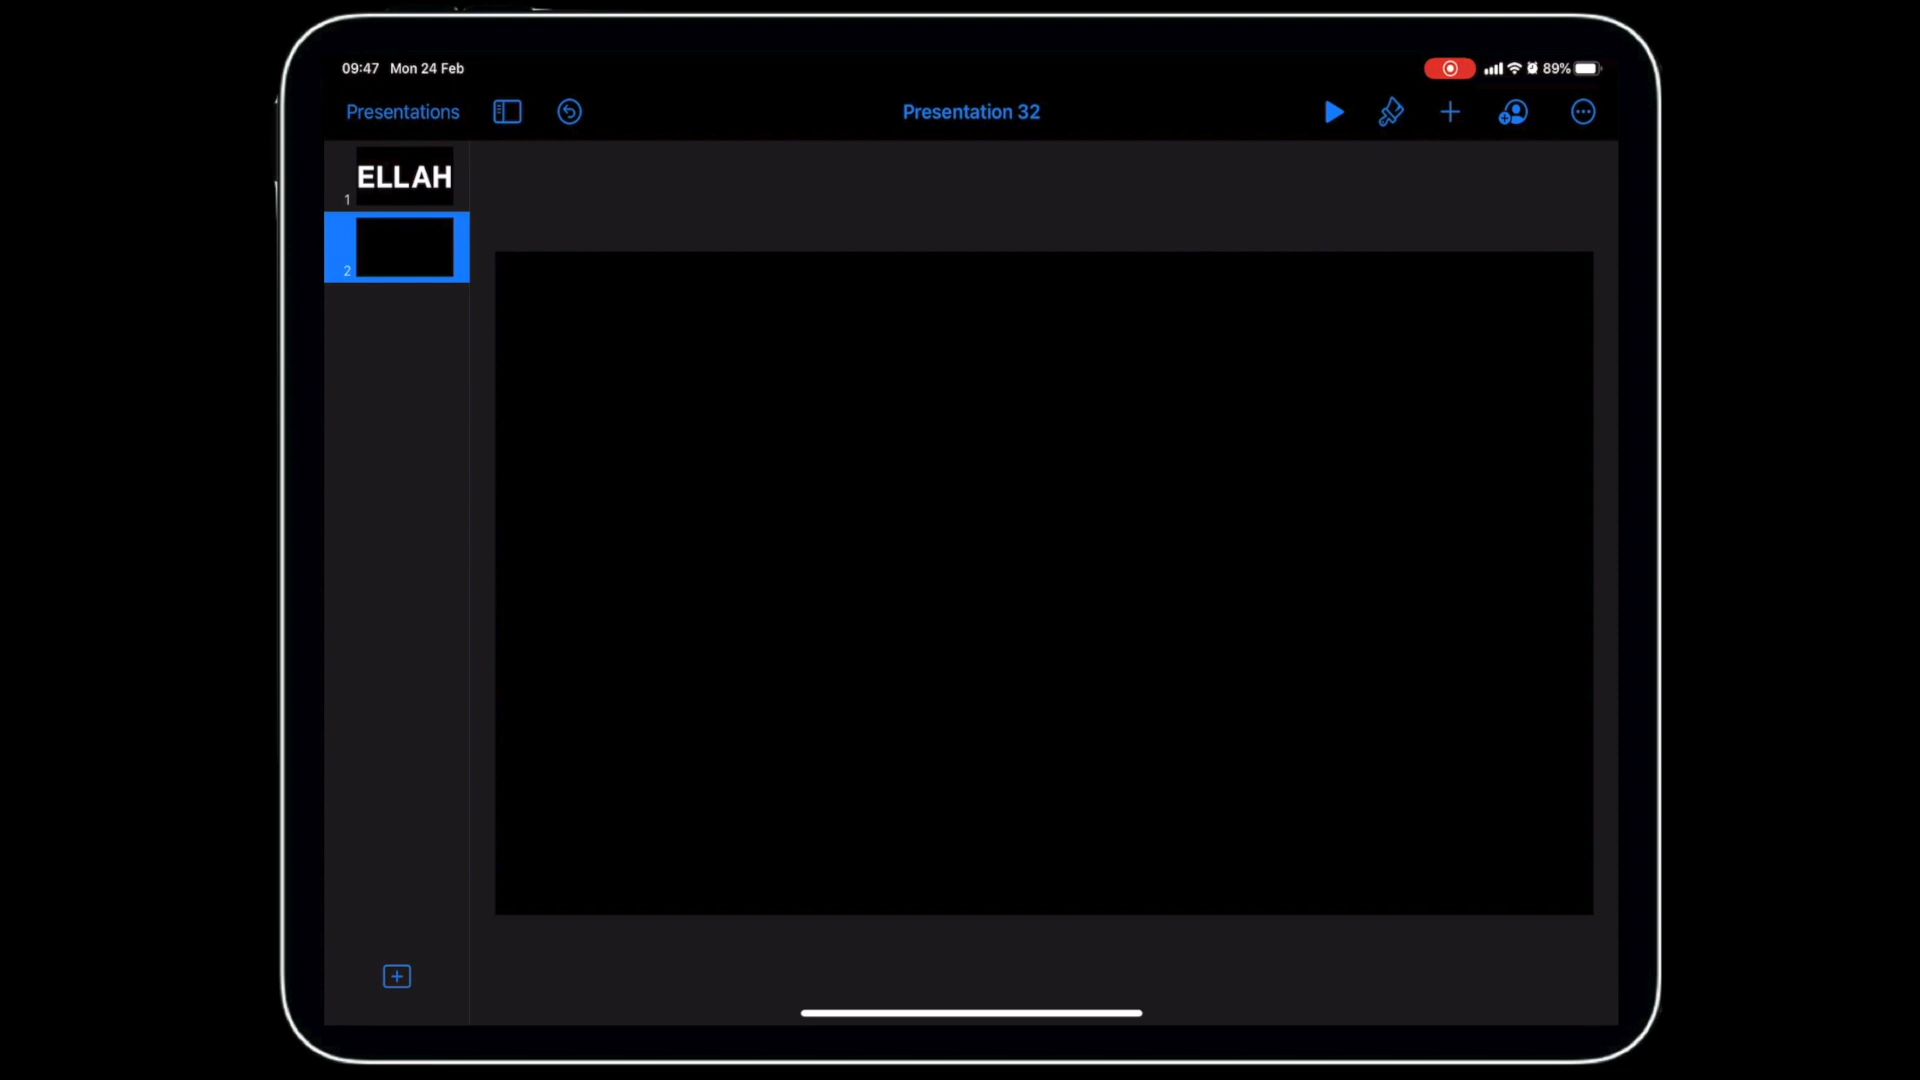 09:47 Mon 24 Feb
89%
Presentations
Presentation 32
ELLAH
1
2